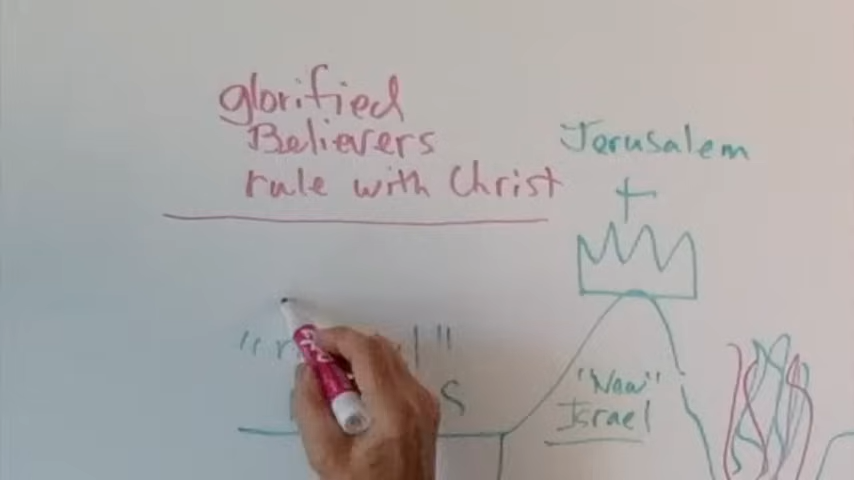 glorified
Believers
rule with Christ
Jerusalem
"New"
Israel